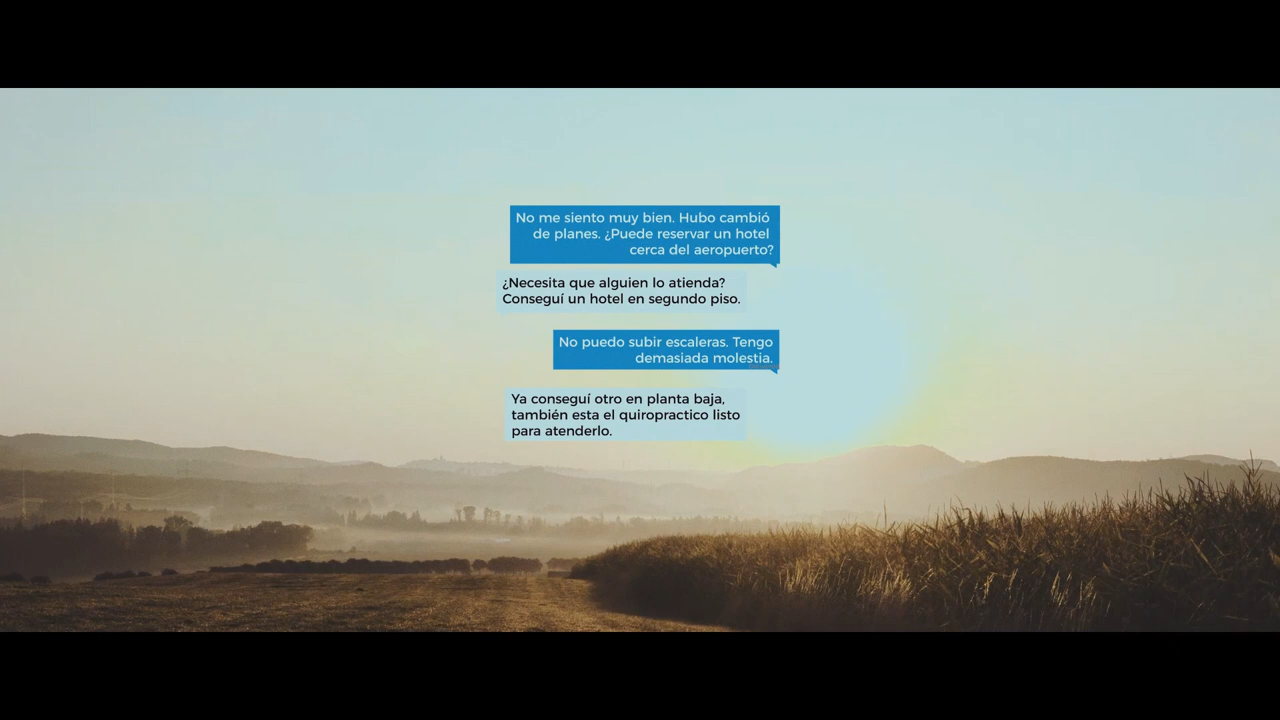 No me siento muy bien. Hubo cambió
de planes. ¿Puede reservar un hotel
cerca del aeropuerto?
¿Necesita que alguien lo atienda?
Conseguí un hotel en segundo piso.
No puedo subir escaleras. Tengo
demasiada molestia.
Ya conseguí otro en planta baja,
también esta el quiropractico listo
para atenderlo.